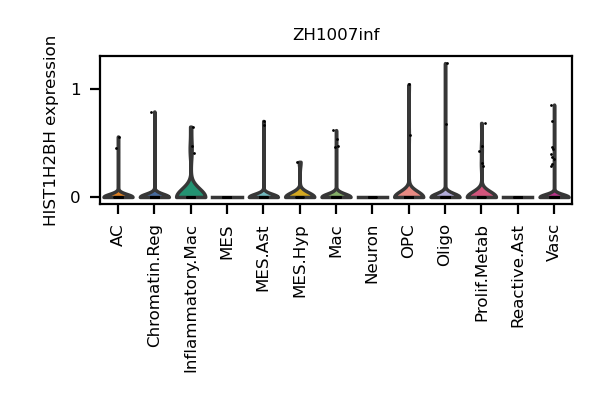 ZH1007inf
HIST1H2BH expression
1
0
AC
Chromatin.Reg
Inflammatory.Mac
MES
MES.Ast
MES.Hyp
Mac
Neuron
OPC
Oligo
Prolif.Metab
Reactive.Ast
Vasc